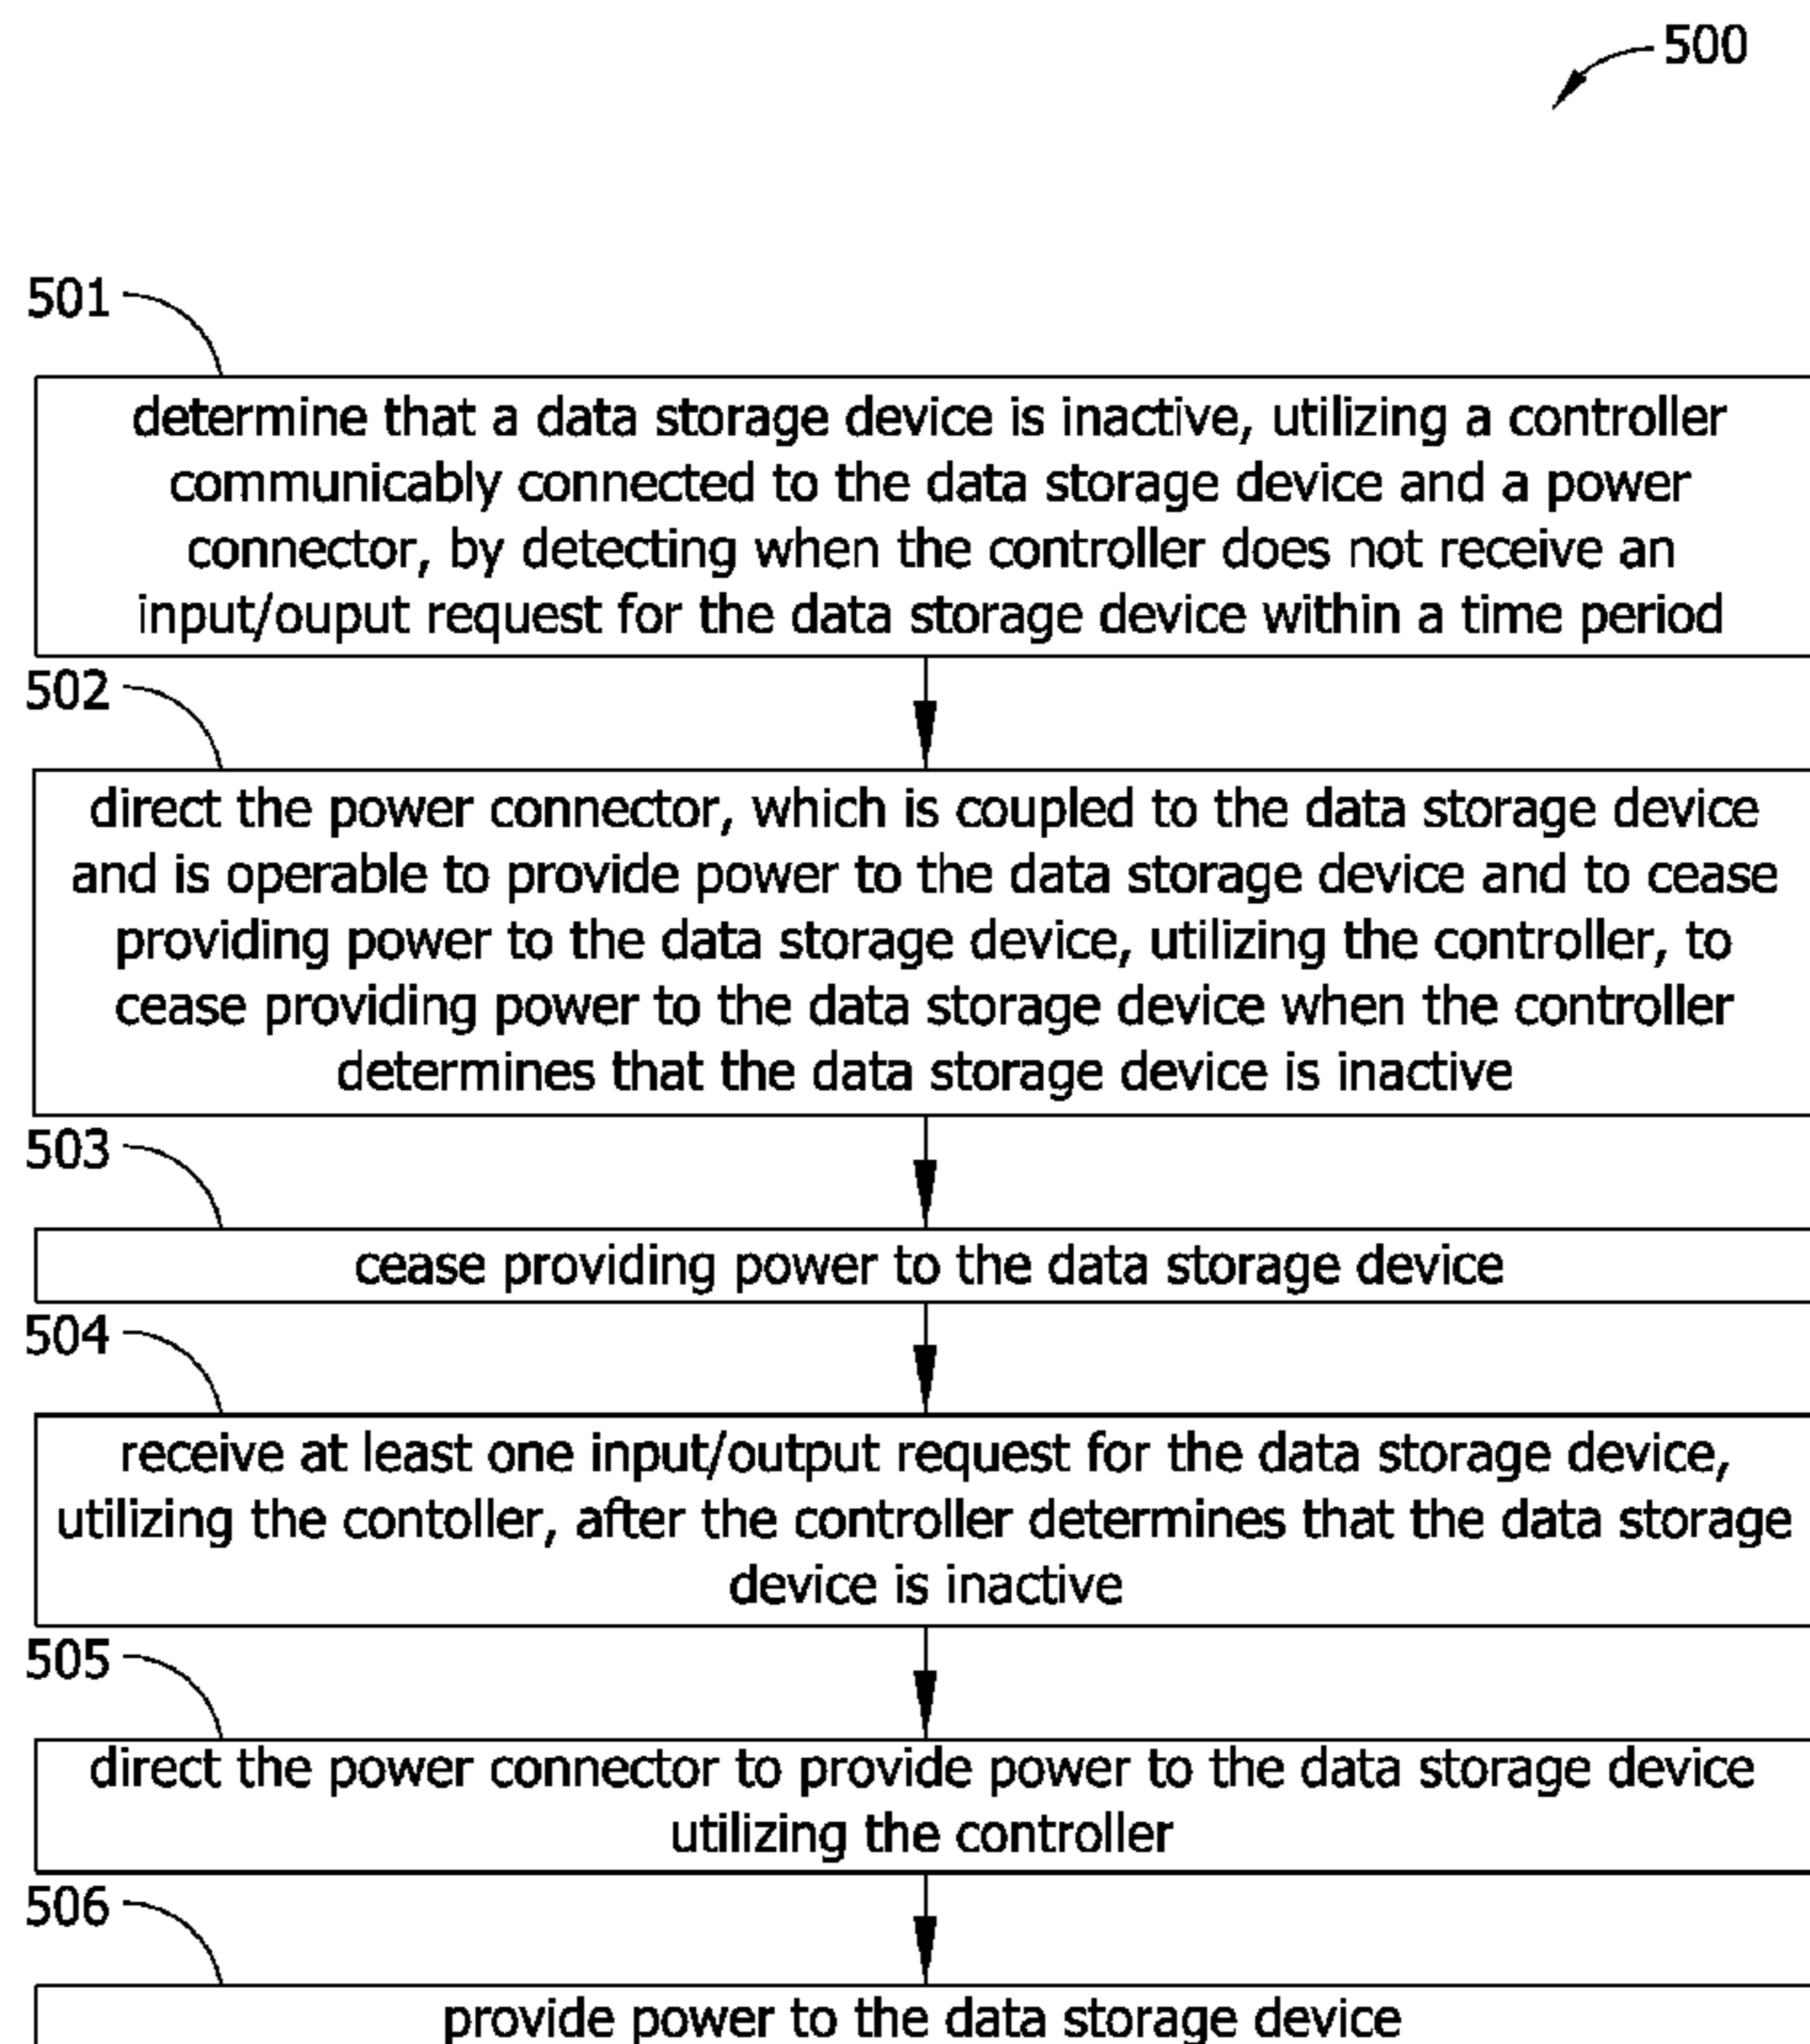 500
501
determine that a data storage device is inactive, utilizing a controller
communicably connected to the data storage device and a power
connector, by detecting when the controller does not receive an
input/ouput request for the data storage device within a time period
502
direct the power connector, which is coupled to the data storage device
and is operable to provide power to the data storage device and to cease
providing power to the data storage device, utilizing the controller, to
cease providing power to the data storage device when the controller
determines that the data storage device is inactive
503
cease providing power to the data storage device
504
receive at least one input/output request for the data storage device,
utilizing the contoller, after the controller determines that the data storage
device is inactive
505
direct the power connector to provide power to the data storage device
utilizing the controller
506
provide power to the data storage device